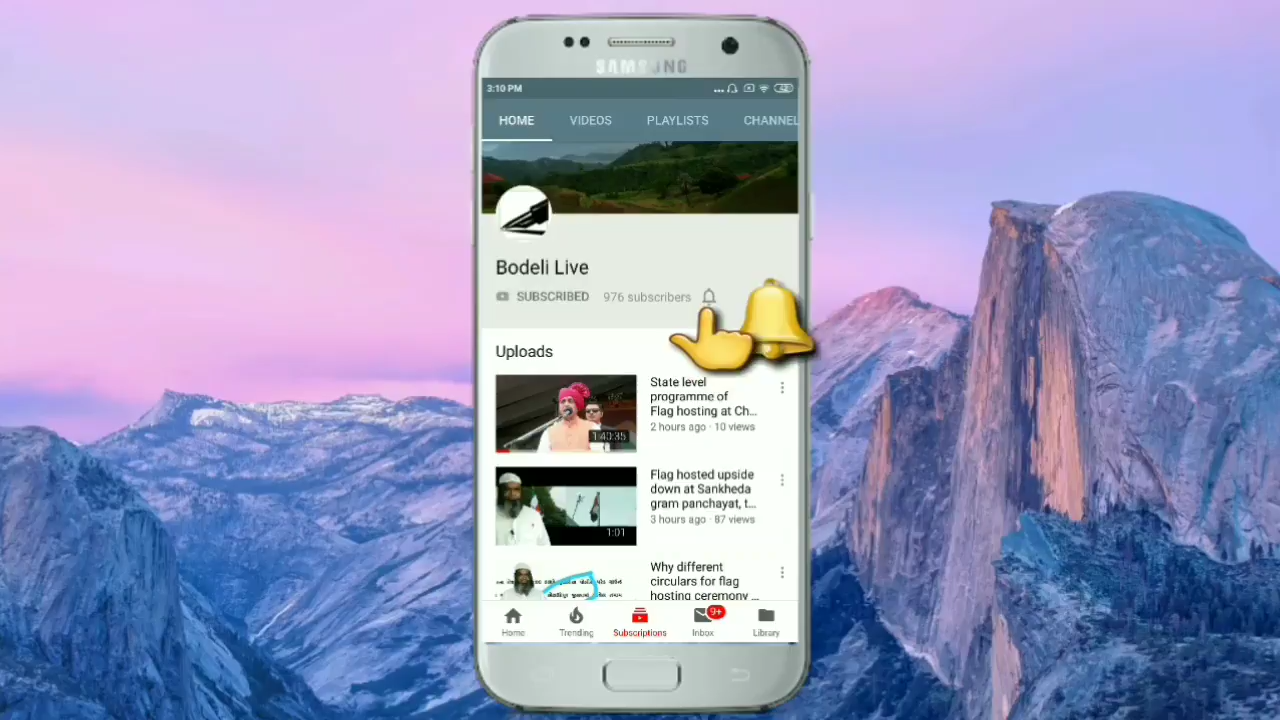 SAMSUNG
3:10 PM
HOME VIDEOS PLAYLISTS CHANNEL
Bodeli Live
SUBSCRIBED 976 subscribers
Uploads
State level
programme of
Flag hosting at Ch...
2 hours ago · 10 views
1:40:35
Flag hosted upside
down at Sankheda
gram panchayat, t...
3 hours ago · 87 views
1:01
Why different
circulars for flag
hosting ceremony ...
9+
Home Trending Subscriptions Inbox Library